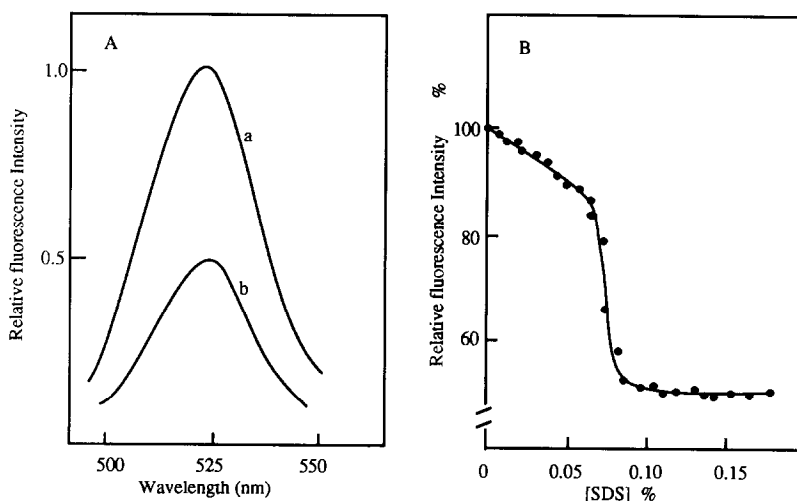 A
Relative fluorescence Intensity
1.0
0.5
a
b
500
525
550
Wavelength (nm)
B
Relative fluorescence Intensity %
100
80
60
0
0.05
0.10
0.15
[SDS] %